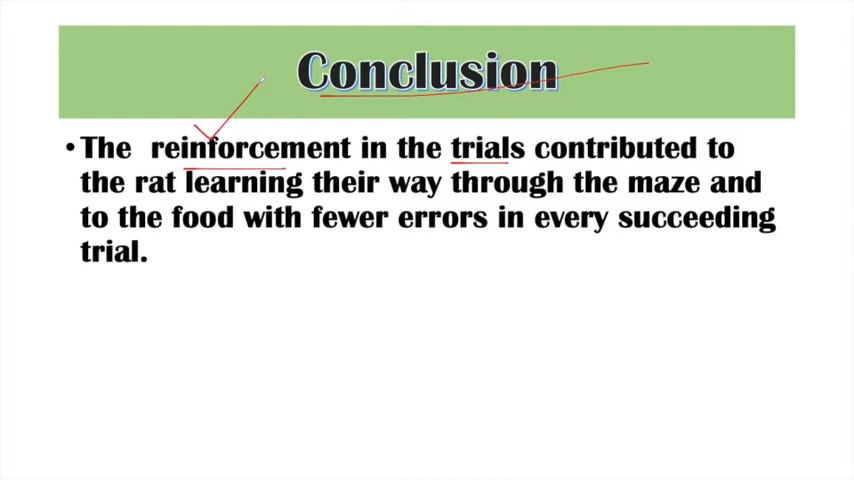 Conclusion
• The reinforcement in the trials contributed to
the rat learning their way through the maze and
to the food with fewer errors in every succeeding
trial.